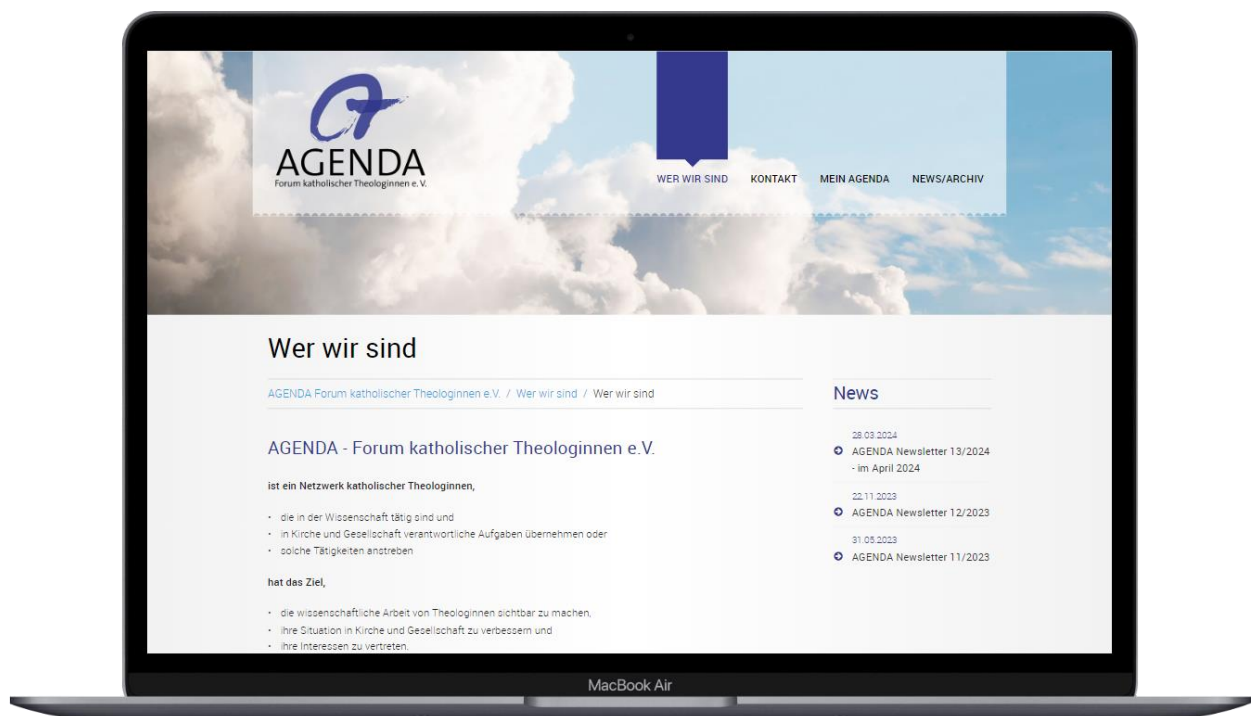 AGENDA
Forum katholischer Theologinnen e. V.
WER WIR SIND KONTAKT MEIN AGENDA NEWS/ARCHIV
Wer wir sind
AGENDA Forum katholischer Theologinnen e.V. / Wer wir sind / Wer wir sind
AGENDA - Forum katholischer Theologinnen e.V.
ist ein Netzwerk katholischer Theologinnen,
• die in der Wissenschaft tätig sind und
• in Kirche und Gesellschaft verantwortliche Aufgaben übernehmen oder
• solche Tätigkeiten anstreben
hat das Ziel,
• die wissenschaftliche Arbeit von Theologinnen sichtbar zu machen,
• ihre Situation in Kirche und Gesellschaft zu verbessern und
• ihre Interessen zu vertreten,
News
28.03.2024
AGENDA Newsletter 13/2024
- im April 2024
22.11.2023
AGENDA Newsletter 12/2023
31.05.2023
AGENDA Newsletter 11/2023
MacBook Air